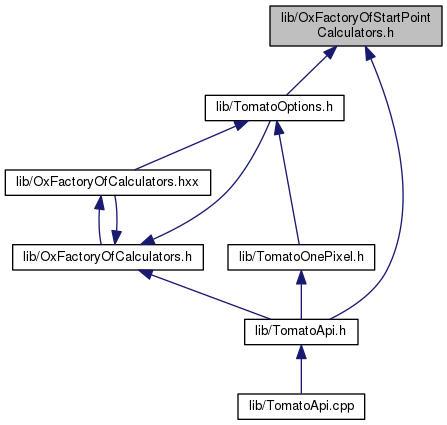 lib/OxFactoryOfStartPoint
Calculators.h
lib/TomatoOptions.h
lib/OxFactoryOfCalculators.hxx
lib/OxFactoryOfCalculators.h
lib/TomatoOnePixel.h
lib/TomatoApi.h
lib/TomatoApi.cpp